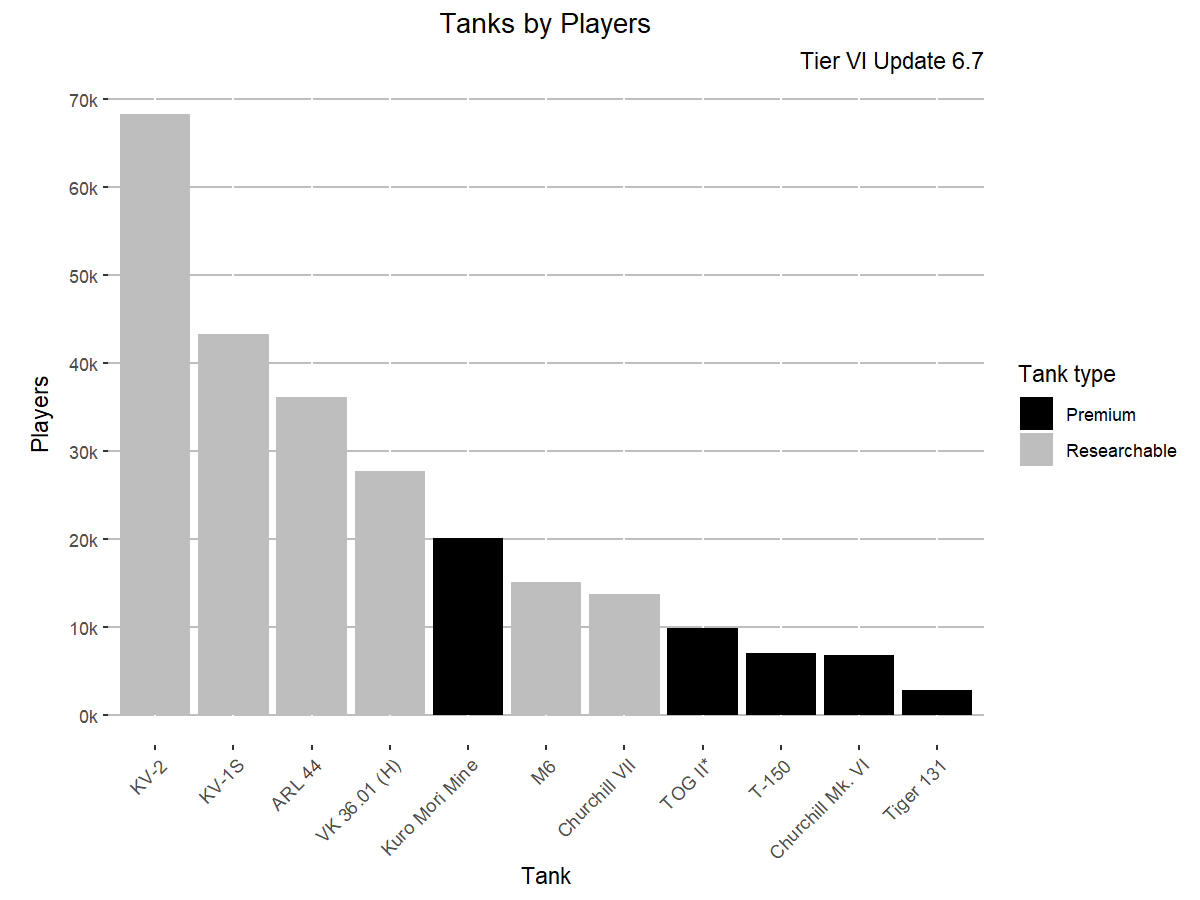 Tanks by Players
Tier VI Update 6.7
Players
70k
60k
50k
40k
30k
20k
10k
0k
KV-2
KV-1S
ARL 44
VK 36.01 (H)
Kuro Mori Mine
M6
Churchill VII
TOG II*
T-150
Churchill Mk. VI
Tiger 131
Tank
Tank type
Premium
Researchable